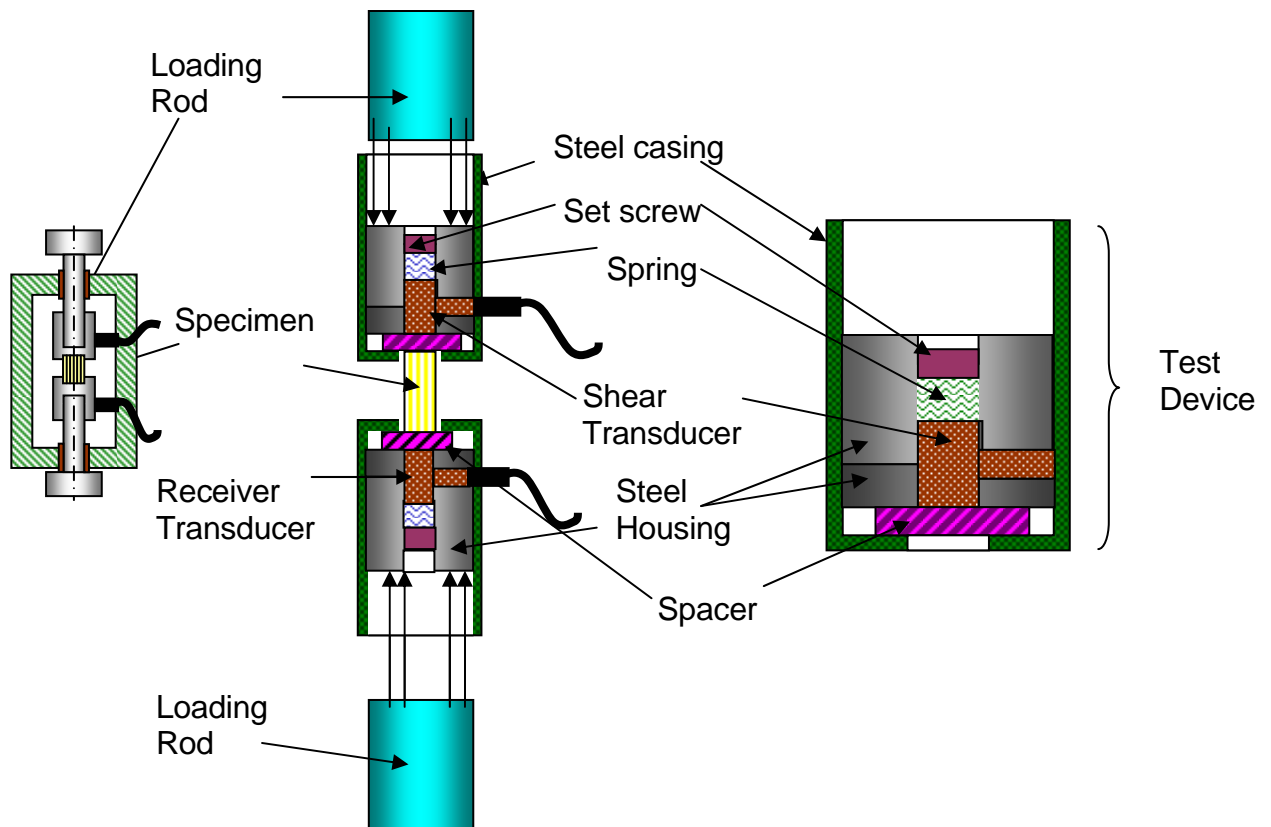 Loading
Rod
Steel casing
Set screw
Spring
Specimen
Test
Device
Shear
Transducer
Receiver
Transducer
Steel
Housing
Spacer
Loading
Rod